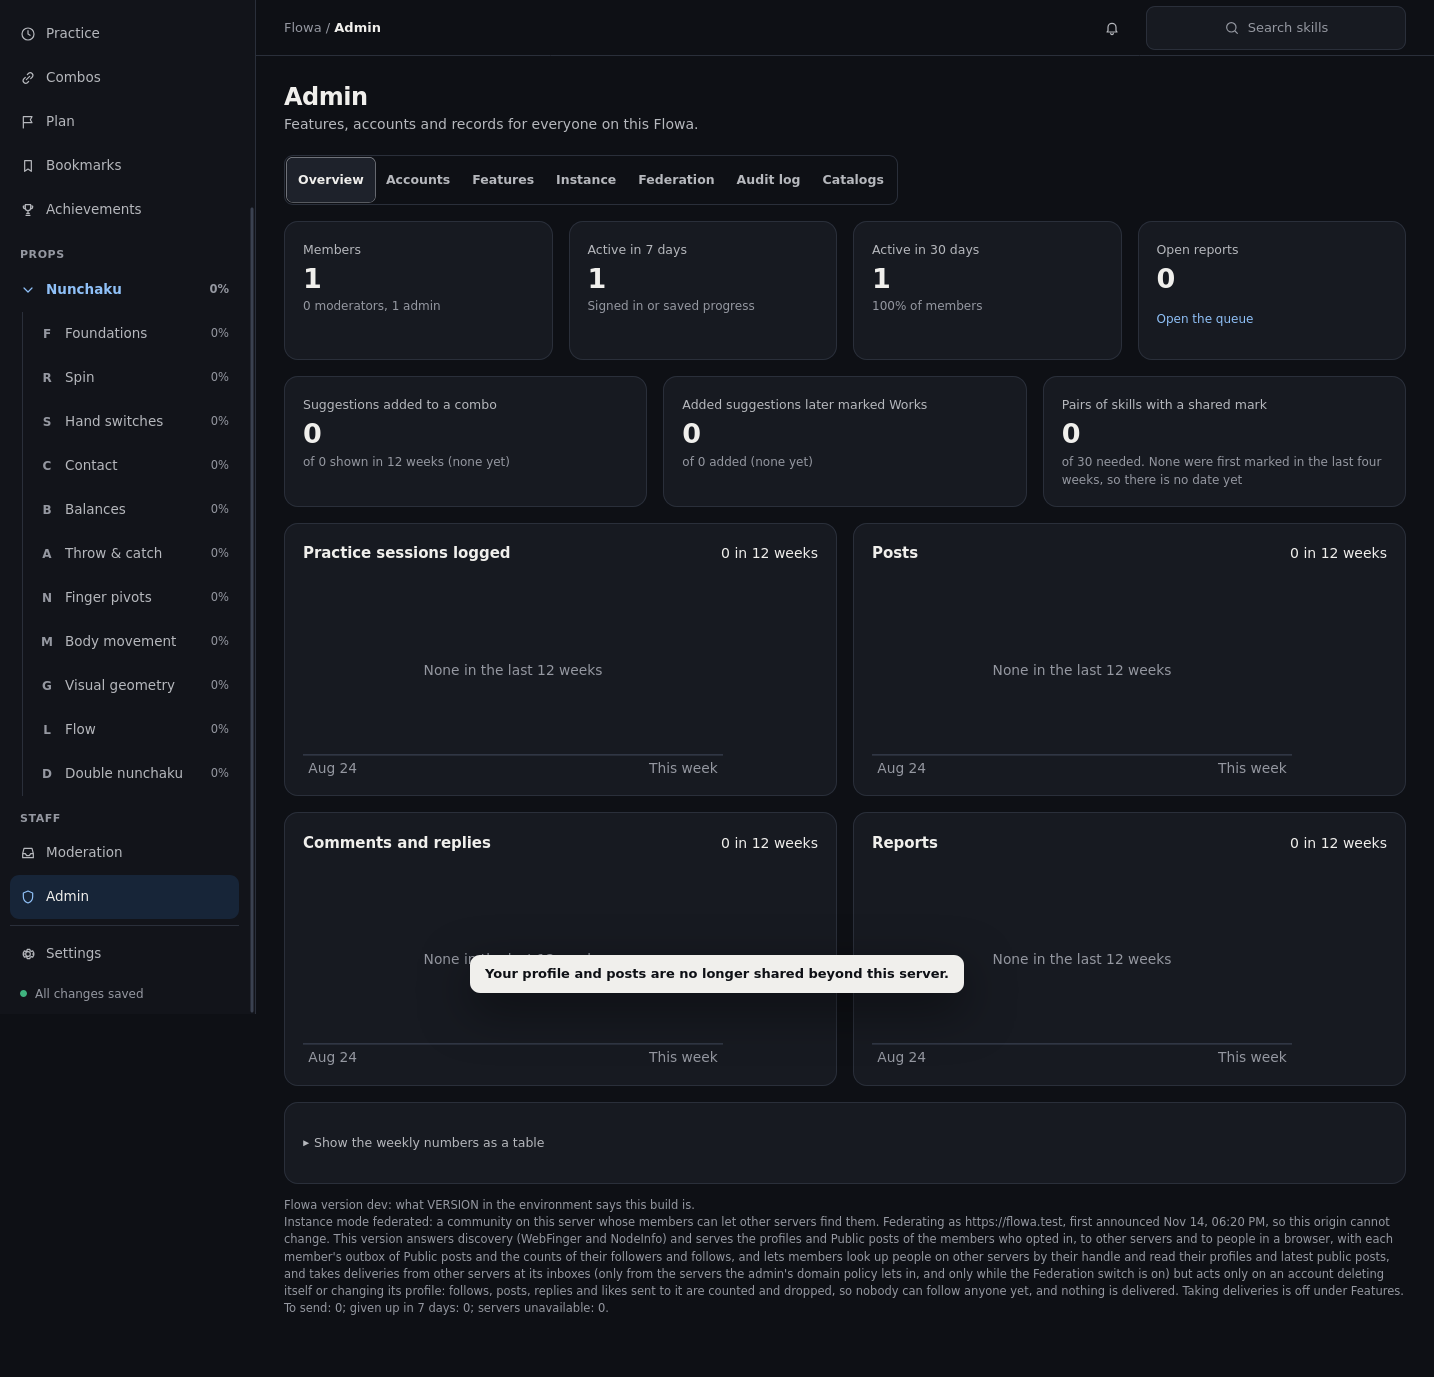 Practice
Combos
Plan
Bookmarks
Achievements
PROPS
Nunchaku 0%
F Foundations 0%
R Spin 0%
S Hand switches 0%
C Contact 0%
B Balances 0%
A Throw & catch 0%
N Finger pivots 0%
M Body movement 0%
G Visual geometry 0%
L Flow 0%
D Double nunchaku 0%
STAFF
Moderation
Admin
Settings
All changes saved
Flowa / Admin
Search skills
Admin
Features, accounts and records for everyone on this Flowa.
Overview Accounts Features Instance Federation Audit log Catalogs
Members
1
0 moderators, 1 admin
Active in 7 days
1
Signed in or saved progress
Active in 30 days
1
100% of members
Open reports
0
Open the queue
Suggestions added to a combo
0
of 0 shown in 12 weeks (none yet)
Added suggestions later marked Works
0
of 0 added (none yet)
Pairs of skills with a shared mark
0
of 30 needed. None were first marked in the last four
weeks, so there is no date yet
Practice sessions logged 0 in 12 weeks
None in the last 12 weeks
Aug 24 This week
Posts 0 in 12 weeks
None in the last 12 weeks
Aug 24 This week
Comments and replies 0 in 12 weeks
None
Aug 24 This week
Reports 0 in 12 weeks
None in the last 12 weeks
Aug 24 This week
Your profile and posts are no longer shared beyond this server.
Show the weekly numbers as a table
Flowa version dev: what VERSION in the environment says this build is.
Instance mode federated: a community on this server whose members can let other servers find them. Federating as https://flowa.test, first announced Nov 14, 06:20 PM, so this origin cannot
change. This version answers discovery (WebFinger and NodeInfo) and serves the profiles and Public posts of the members who opted in, to other servers and to people in a browser, with each
member's outbox of Public posts and the counts of their followers and follows, and lets members look up people on other servers by their handle and read their profiles and latest public posts,
and takes deliveries from other servers at its inboxes (only from the servers the admin's domain policy lets in, and only while the Federation switch is on) but acts only on an account deleting
itself or changing its profile: follows, posts, replies and likes sent to it are counted and dropped, so nobody can follow anyone yet, and nothing is delivered. Taking deliveries is off under Features.
To send: 0; given up in 7 days: 0; servers unavailable: 0.